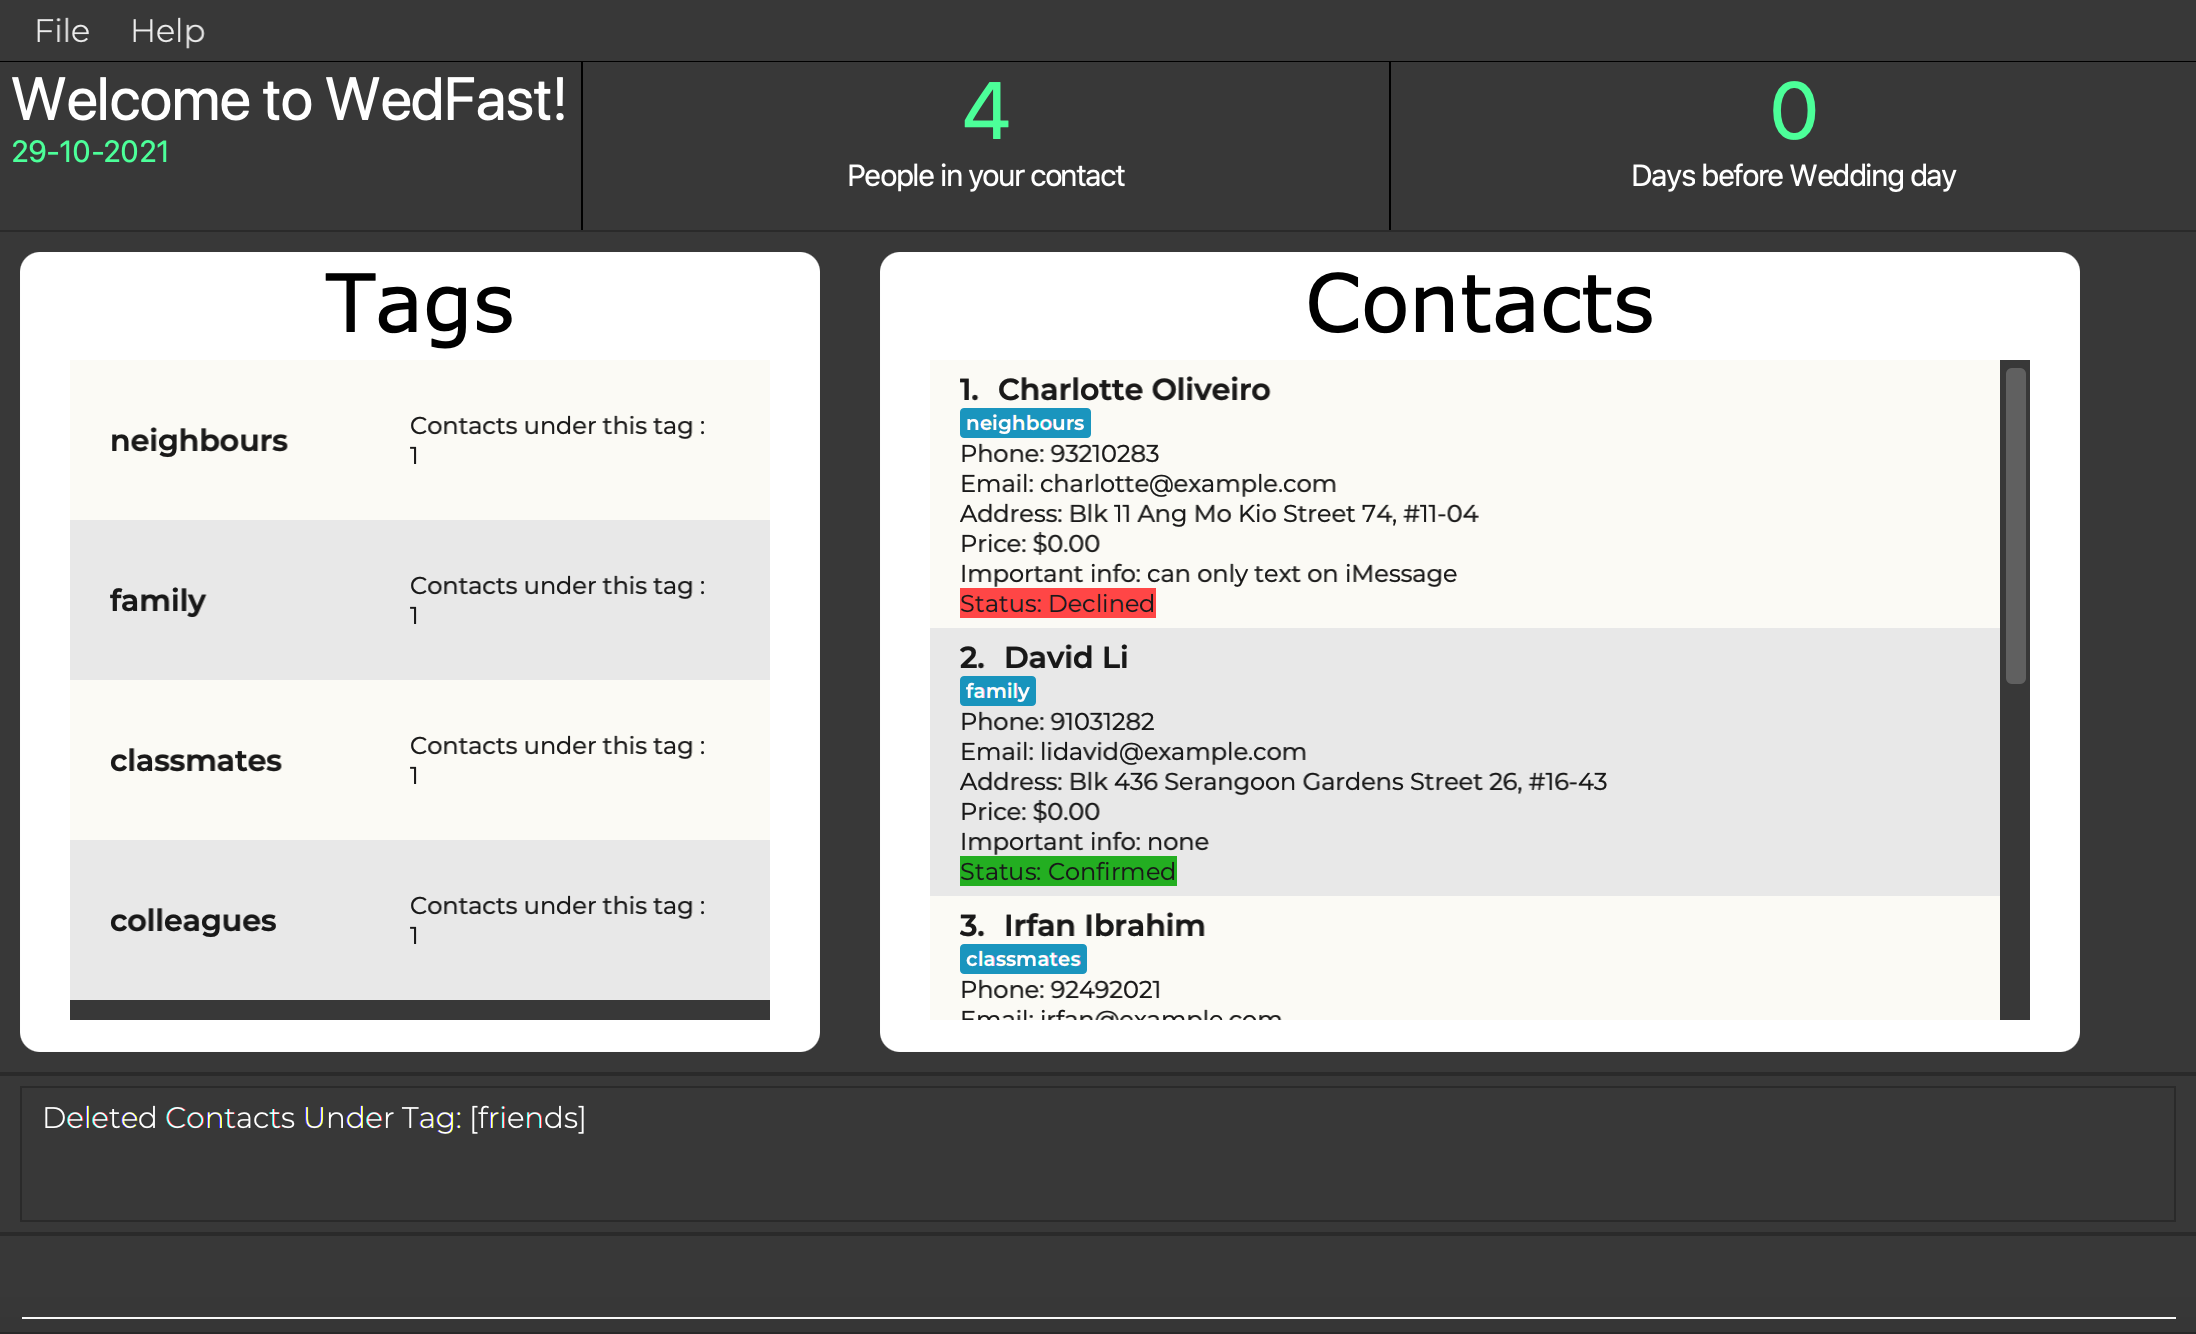 File Help
Welcome to WedFast!
29-10-2021
4
People in your contact
0
Days before Wedding day
Tags
neighbours
Contacts under this tag :
1
family
Contacts under this tag :
1
classmates
Contacts under this tag :
1
colleagues
Contacts under this tag :
1
Contacts
1. Charlotte Oliveiro
neighbours
Phone: 93210283
Email: charlotte@example.com
Address: Blk 11 Ang Mo Kio Street 74, #11-04
Price: $0.00
Important info: can only text on iMessage
Status: Declined
2. David Li
family
Phone: 91031282
Email: lidavid@example.com
Address: Blk 436 Serangoon Gardens Street 26, #16-43
Price: $0.00
Important info: none
Status: Confirmed
3. Irfan Ibrahim
classmates
Phone: 92492021
Email: irfan@example.com
Deleted Contacts Under Tag: [friends]